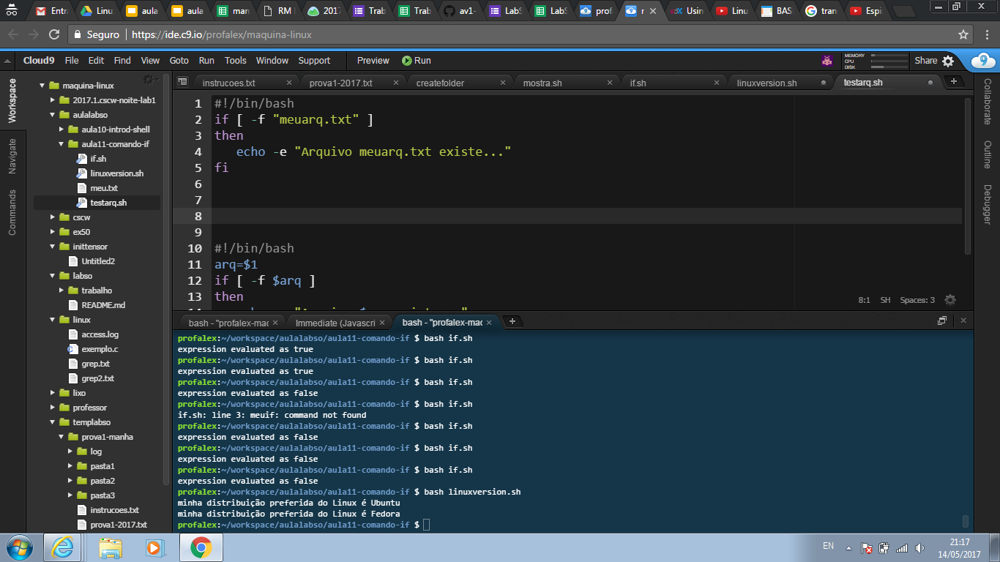 Entra
Linu
aula
aula
mar
RM
2017
Trab
Trab
av1-
LabS
LabS
prof
Usin
Linu
BAS
tran
Espi
Seguro
https://ide.c9.io/profalex/maquina-linux
Cloud9 File Edit Find View Goto Run Tools Window Support Preview Run
MEMORY
CPU
DISK
Share
9
Workspace
Navigate
Commands
maquina-linux
2017.1.cscw-noite-lab1
aulalabso
aula10-introd-shell
aula11-comando-if
if.sh
linuxversion.sh
meu.txt
testarq.sh
cscw
ex50
inittensor
Untitled2
labso
trabalho
README.md
linux
access.log
exemplo.c
grep.txt
grep2.txt
lixo
professor
templabso
prova1-manha
log
pasta1
pasta2
pasta3
instrucoes.txt
prova1-2017.txt
instrucoes.txt prova1-2017.txt createfolder mostra.sh if.sh linuxversion.sh testarq.sh
1 #!/bin/bash
2 if [ -f "meuarq.txt" ]
3 then
4 echo -e "Arquivo meuarq.txt existe..."
5 fi
6
7
8
9
10 #!/bin/bash
11 arq=$1
12 if [ -f $arq ]
13 then
8:1 SH Spaces: 3
Collaborate
Outline
Debugger
bash - "profalex-mac Immediate (Javascri bash - "profalex-mac
profalex:~/workspace/aulalabso/aula11-comando-if $ bash if.sh
expression evaluated as true
profalex:~/workspace/aulalabso/aula11-comando-if $ bash if.sh
expression evaluated as true
profalex:~/workspace/aulalabso/aula11-comando-if $ bash if.sh
expression evaluated as false
profalex:~/workspace/aulalabso/aula11-comando-if $ bash if.sh
if.sh: line 3: meuif: command not found
profalex:~/workspace/aulalabso/aula11-comando-if $ bash if.sh
expression evaluated as false
profalex:~/workspace/aulalabso/aula11-comando-if $ bash if.sh
expression evaluated as false
profalex:~/workspace/aulalabso/aula11-comando-if $ bash if.sh
expression evaluated as false
profalex:~/workspace/aulalabso/aula11-comando-if $ bash linuxversion.sh
minha distribuição preferida do Linux é Ubuntu
minha distribuição preferida do Linux é Fedora
profalex:~/workspace/aulalabso/aula11-comando-if $
EN
21:17
14/05/2017